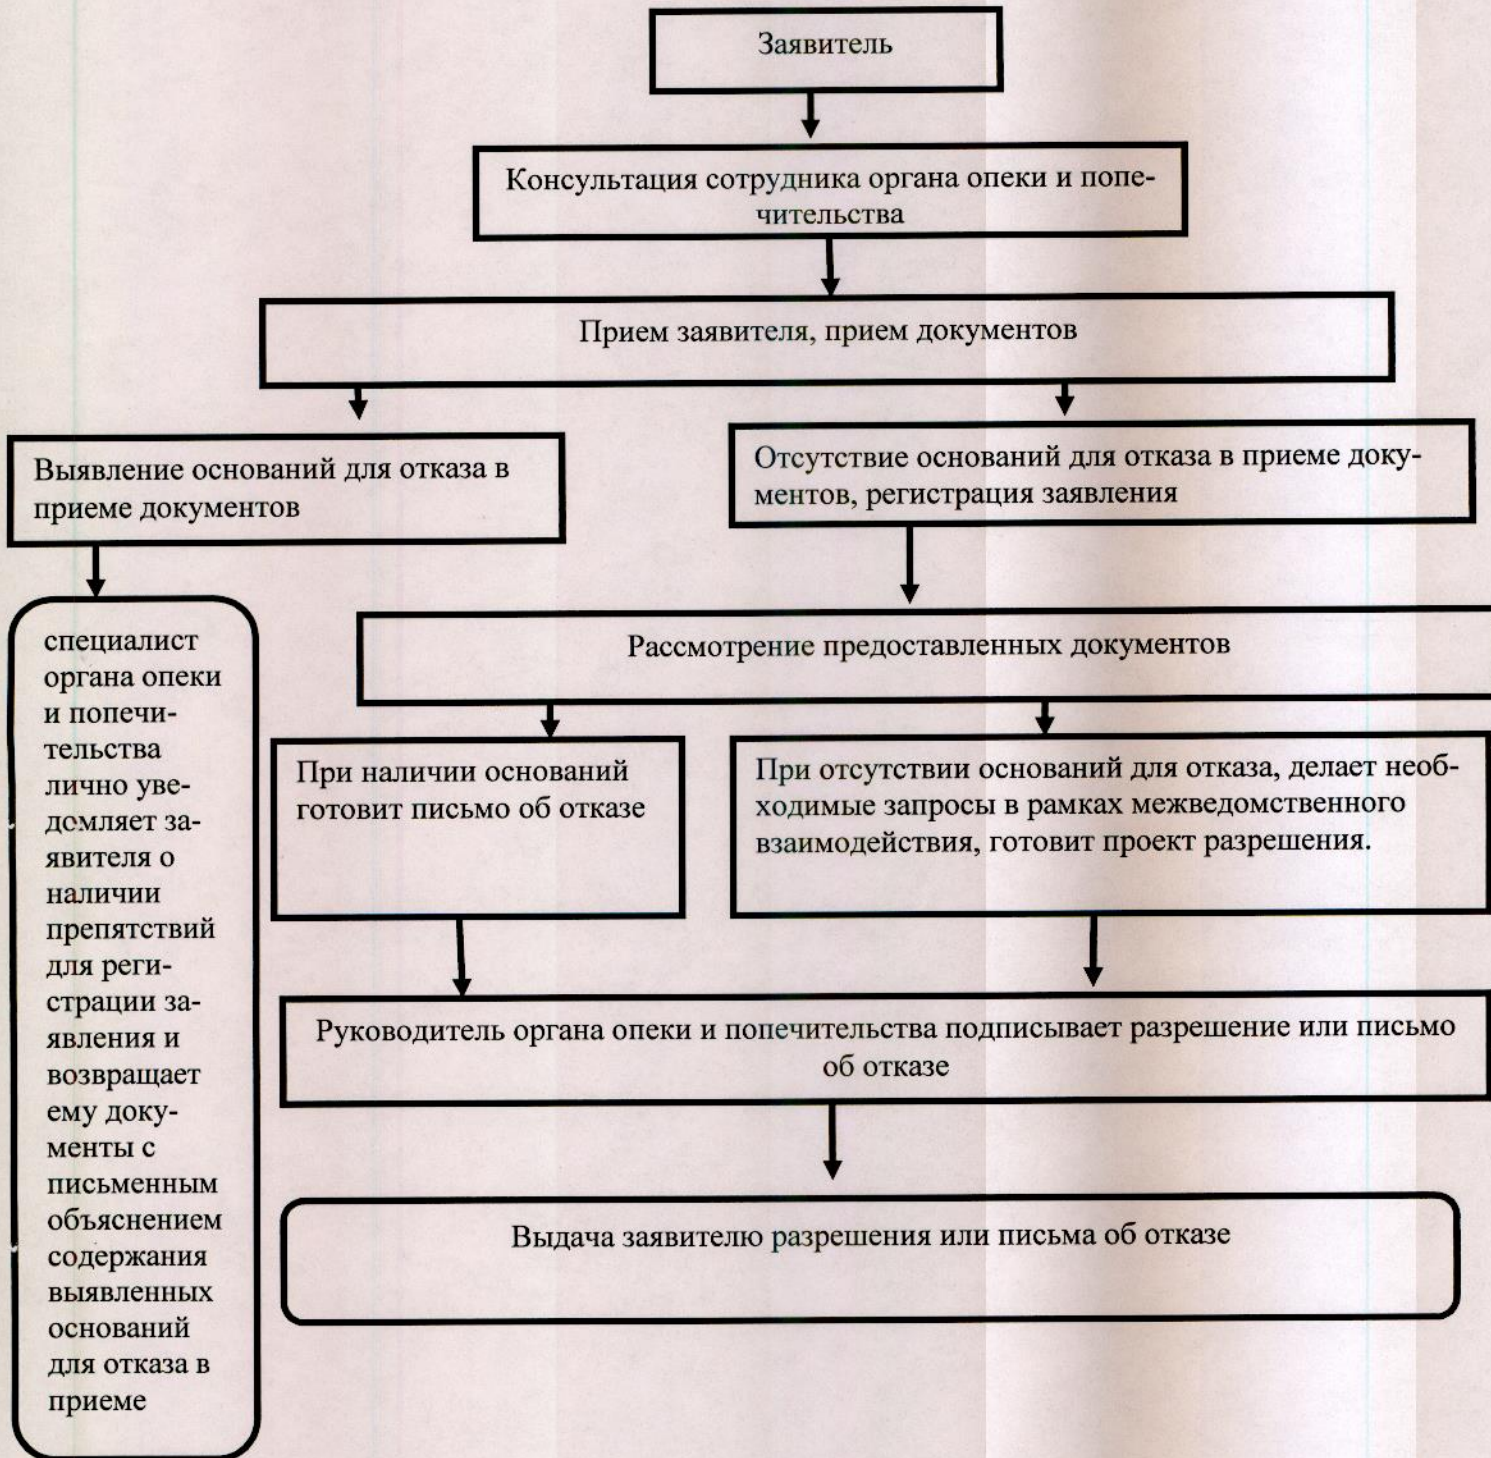 Заявитель
Консультация сотрудника органа опеки и попе-
чительства
Прием заявителя, прием документов
Выявление оснований для отказа в
приеме документов
Отсутствие оснований для отказа в приеме доку-
ментов, регистрация заявления
специалист
органа опеки
и попечи-
тельства
лично уве-
домляет за-
явителя о
наличии
препятствий
для реги-
страции за-
явления и
возвращает
ему доку-
менты с
письменным
объяснением
содержания
выявленных
оснований
для отказа в
приеме
Рассмотрение предоставленных документов
При наличии оснований
готовит письмо об отказе
При отсутствии оснований для отказа, делает необ-
ходимые запросы в рамках межведомственного
взаимодействия, готовит проект разрешения.
Руководитель органа опеки и попечительства подписывает разрешение или письмо
об отказе
Выдача заявителю разрешения или письма об отказе